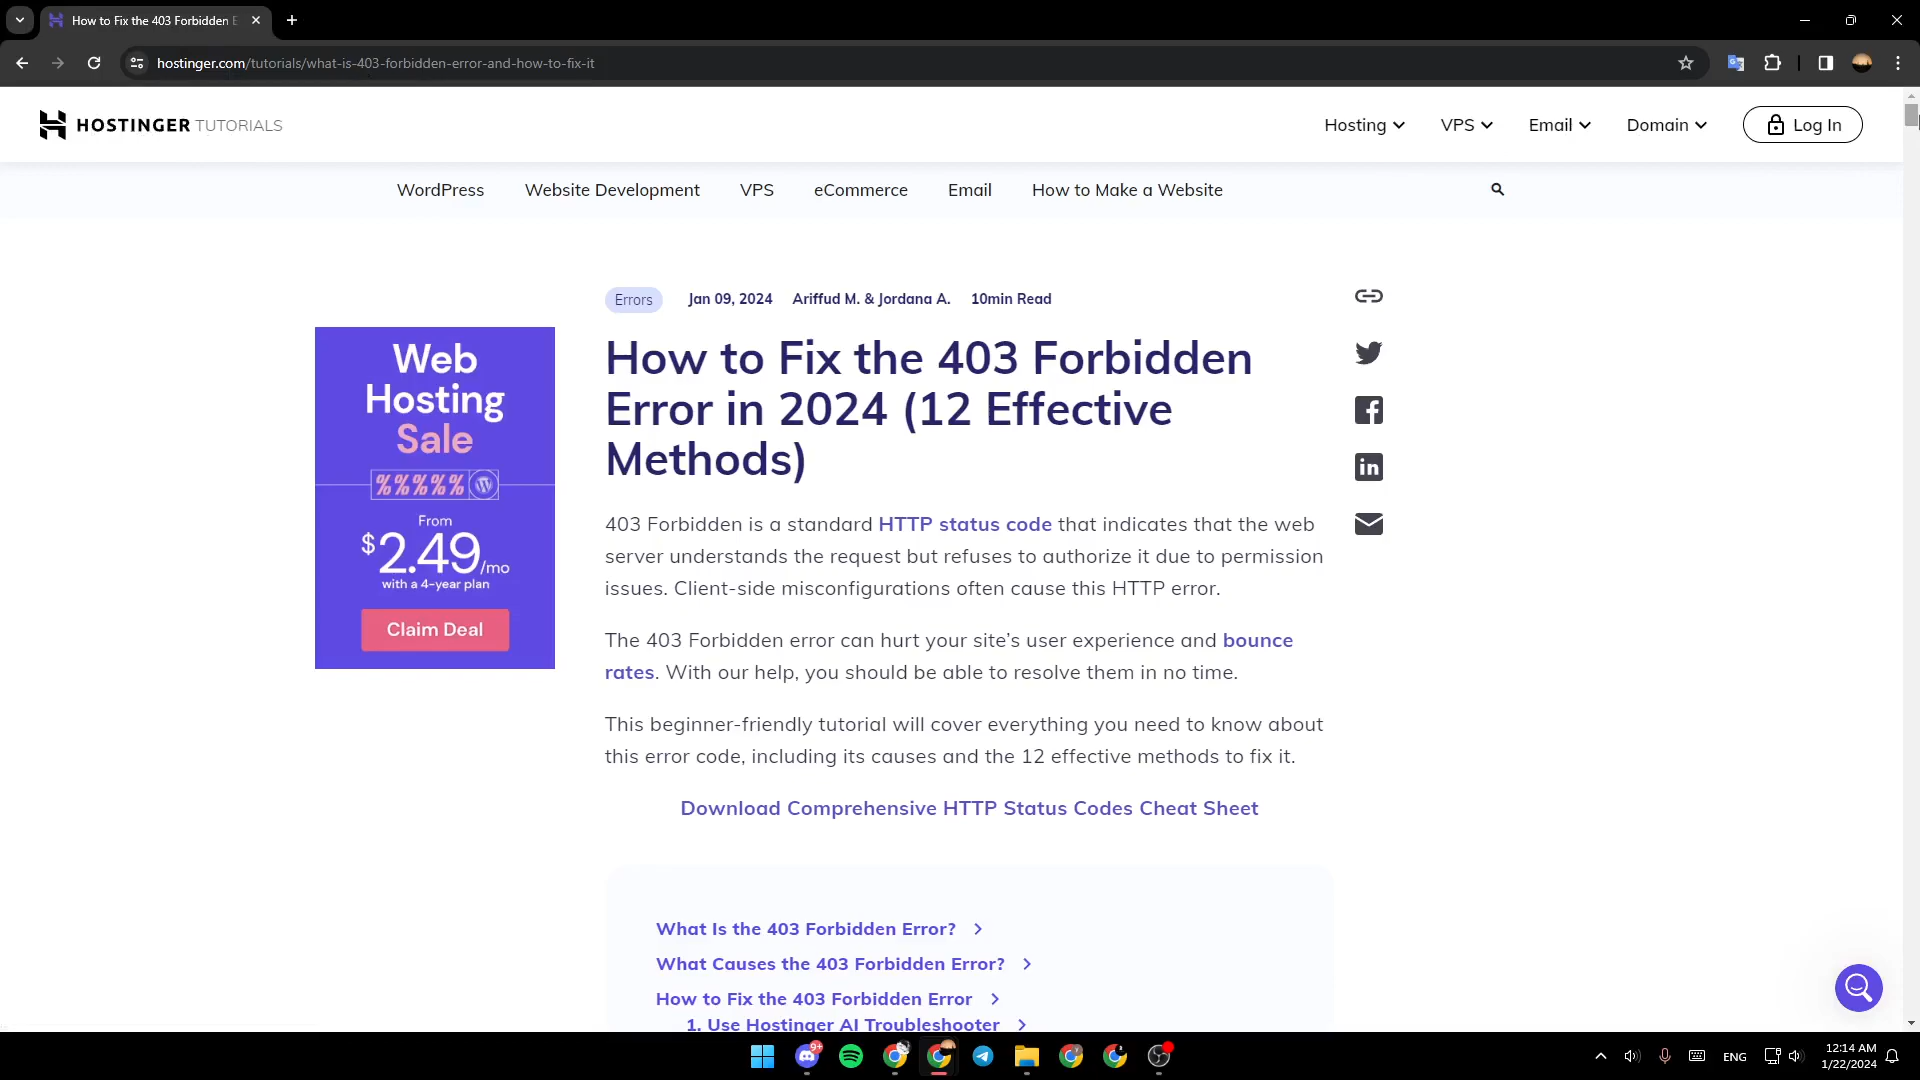 How to Fix the 403 Forbidden E
hostinger.com/tutorials/what-is-403-forbidden-error-and-how-to-fix-it
HOSTINGER TUTORIALS
Hosting
VPS
Email
Domain
Log In
WordPress
Website Development
VPS
eCommerce
Email
How to Make a Website
Errors
Jan 09, 2024
Ariffud M. & Jordana A.
10min Read
Web
Hosting
Sale
%%%%%
From
$2.49/mo
with a 4-year plan
Claim Deal
How to Fix the 403 Forbidden
Error in 2024 (12 Effective
Methods)
403 Forbidden is a standard HTTP status code that indicates that the web
server understands the request but refuses to authorize it due to permission
issues. Client-side misconfigurations often cause this HTTP error.
The 403 Forbidden error can hurt your site’s user experience and bounce
rates. With our help, you should be able to resolve them in no time.
This beginner-friendly tutorial will cover everything you need to know about
this error code, including its causes and the 12 effective methods to fix it.
Download Comprehensive HTTP Status Codes Cheat Sheet
What Is the 403 Forbidden Error?
What Causes the 403 Forbidden Error?
How to Fix the 403 Forbidden Error
1. Use Hostinger AI Troubleshooter
9+
ENG
12:14 AM
1/22/2024